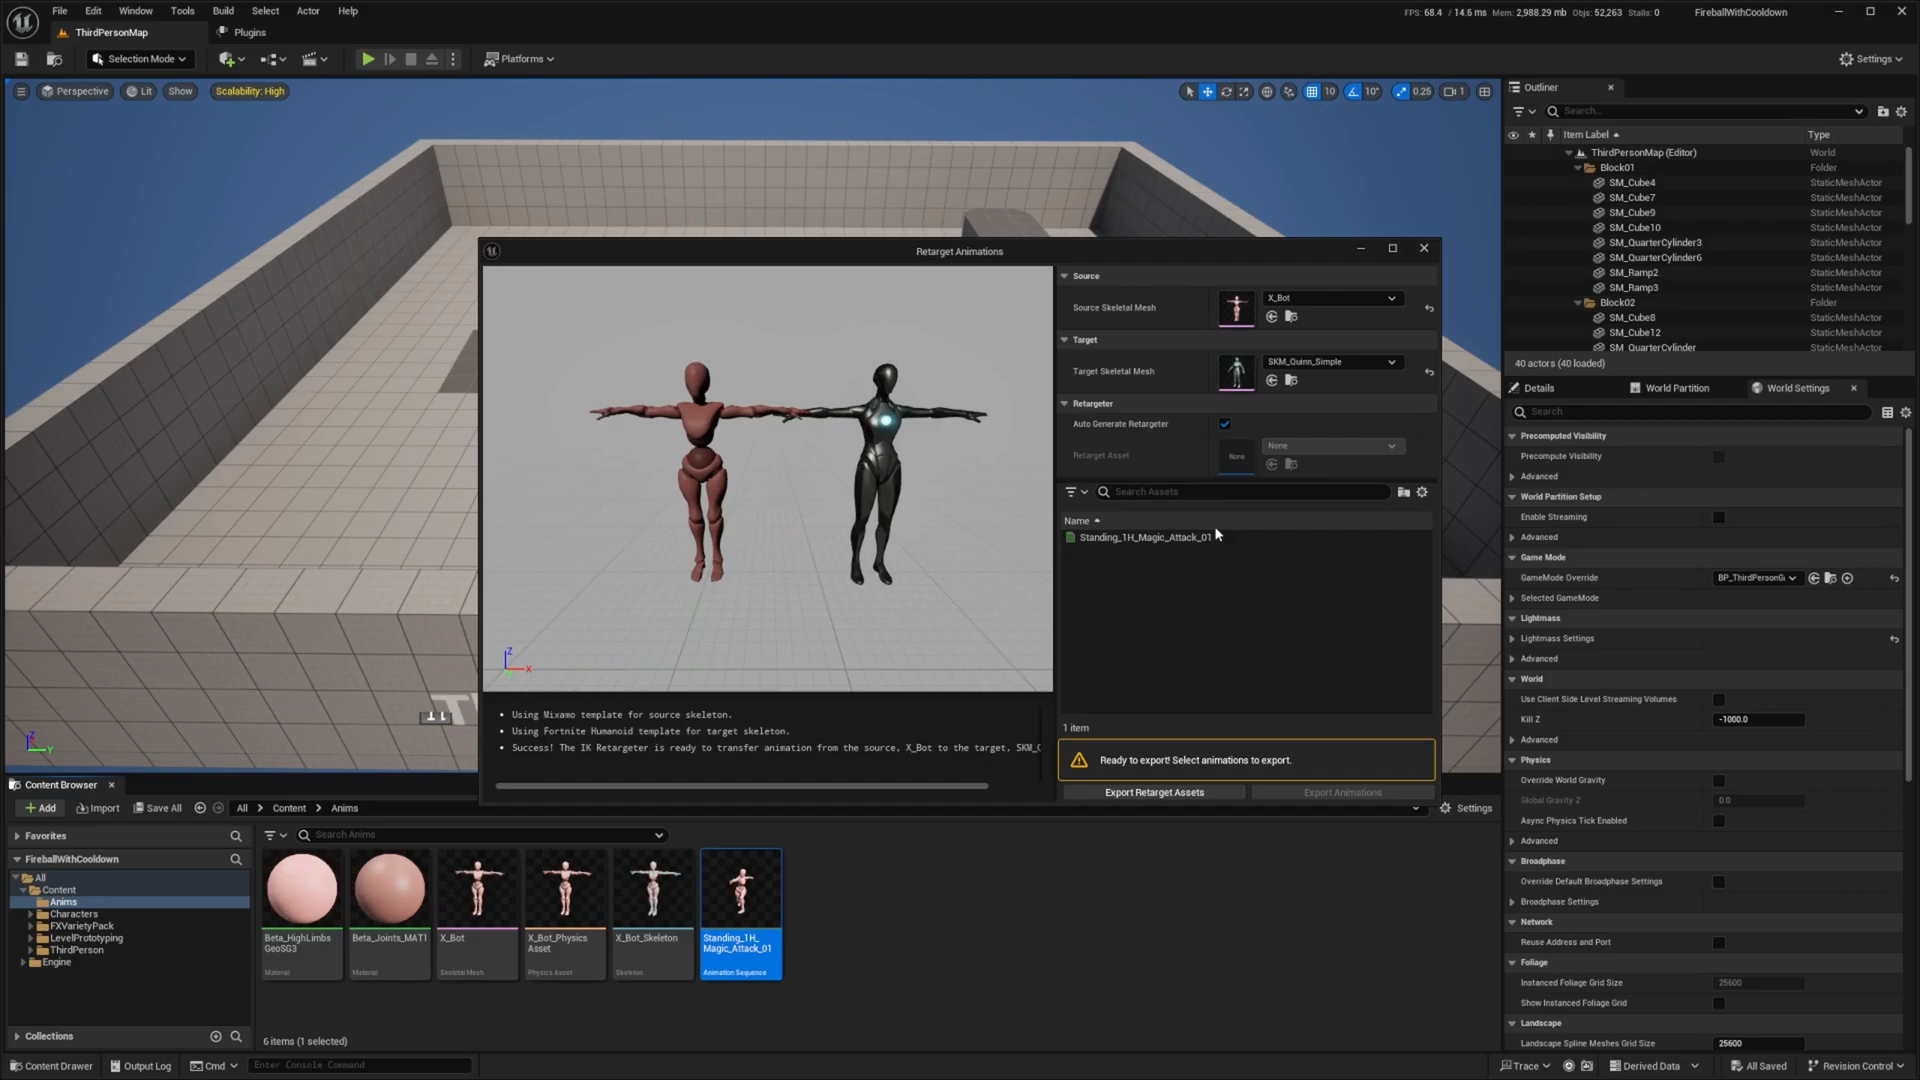 File Edit Window Tools Build Select Actor Help
FPS: 68.4 / 14.6 ms Mem: 2,988.29 mb Objs: 52,263 Stalls: 0 FireballWithCooldown
ThirdPersonMap
Plugins
Selection Mode
Platforms
Settings
Perspective
Lit
Show
Scalability: High
10 10° 0.25 1
Retarget Animations
Source
Source Skeletal Mesh
X_Bot
Target
Target Skeletal Mesh
SKM_Quinn_Simple
Retargeter
Auto Generate Retargeter
Retarget Asset
None
None
Search Assets
Name
Standing_1H_Magic_Attack_01
1 item
Ready to export! Select animations to export.
Export Retarget Assets
Export Animations
Using Mixamo template for source skeleton.
Using Fortnite Humanoid template for target skeleton.
Success! The IK Retargeter is ready to transfer animation from the source, X_Bot to the target, SKM_
Z
X
Z
Y
Outliner
Search...
Item Label Type
ThirdPersonMap (Editor) World
Block01 Folder
SM_Cube4 StaticMeshActor
SM_Cube7 StaticMeshActor
SM_Cube9 StaticMeshActor
SM_Cube10 StaticMeshActor
SM_QuarterCylinder3 StaticMeshActor
SM_QuarterCylinder6 StaticMeshActor
SM_Ramp2 StaticMeshActor
SM_Ramp3 StaticMeshActor
Block02 Folder
SM_Cube8 StaticMeshActor
SM_Cube12 StaticMeshActor
SM_QuarterCylinder StaticMeshActor
40 actors (40 loaded)
Details
World Partition
World Settings
Search
Precomputed Visibility
Precompute Visibility
Advanced
World Partition Setup
Enable Streaming
Advanced
Game Mode
GameMode Override BP_ThirdPersonG
Selected GameMode
Lightmass
Lightmass Settings
Advanced
World
Use Client Side Level Streaming Volumes
Kill Z -1000.0
Advanced
Physics
Override World Gravity
Global Gravity Z 0.0
Async Physics Tick Enabled
Advanced
Broadphase
Override Default Broadphase Settings
Broadphase Settings
Network
Reuse Address and Port
Foliage
Instanced Foliage Grid Size 25600
Show Instanced Foliage Grid
Landscape
Landscape Spline Meshes Grid Size 25600
Content Browser
Add
Import
Save All
All
Content
Anims
Settings
Favorites
Search Anims
FireballWithCooldown
All
Content
Anims
Characters
FXVarietyPack
LevelPrototyping
ThirdPerson
Engine
Collections
Beta_HighLimbs
GeoSG3
Material
Beta_Joints_MAT1
Material
X_Bot
Skeletal Mesh
X_Bot_Physics
Asset
Physics Asset
X_Bot_Skeleton
Skeleton
Standing_1H_
Magic_Attack_01
Animation Sequence
6 items (1 selected)
Content Drawer
Output Log
Cmd
Enter Console Command
Trace
Derived Data
All Saved
Revision Control